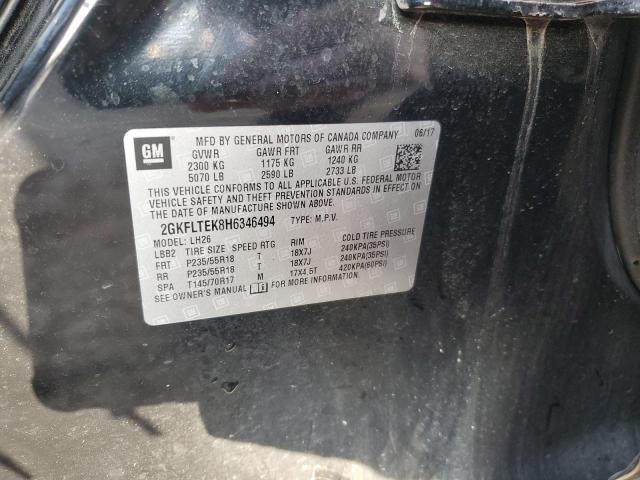 GM
MFD BY GENERAL MOTORS OF CANADA COMPANY 06/17
GVWR GAWR FRT GAWR RR
2300 KG 1175 KG 1240 KG
5070 LB 2590 LB 2733 LB
THIS VEHICLE CONFORMS TO ALL APPLICABLE U.S. FEDERAL MOTOR
VEHICLE SAFETY AND THEFT PREVENTION STANDARDS IN EFFECT ON THE
DATE OF MANUFACTURE SHOWN ABOVE.
2GKFLTEK8H6346494 TYPE: M.P.V.
MODEL: LH26
LBB2 TIRE SIZE SPEED RTG RIM COLD TIRE PRESSURE
FRT P235/55R18 T 18X7J 240KPA(35PSI)
RR P235/55R18 T 18X7J 240KPA(35PSI)
SPA T145/70R17 M 17X4.5T 420KPA(60PSI)
SEE OWNER'S MANUAL i FOR MORE INFORMATION.